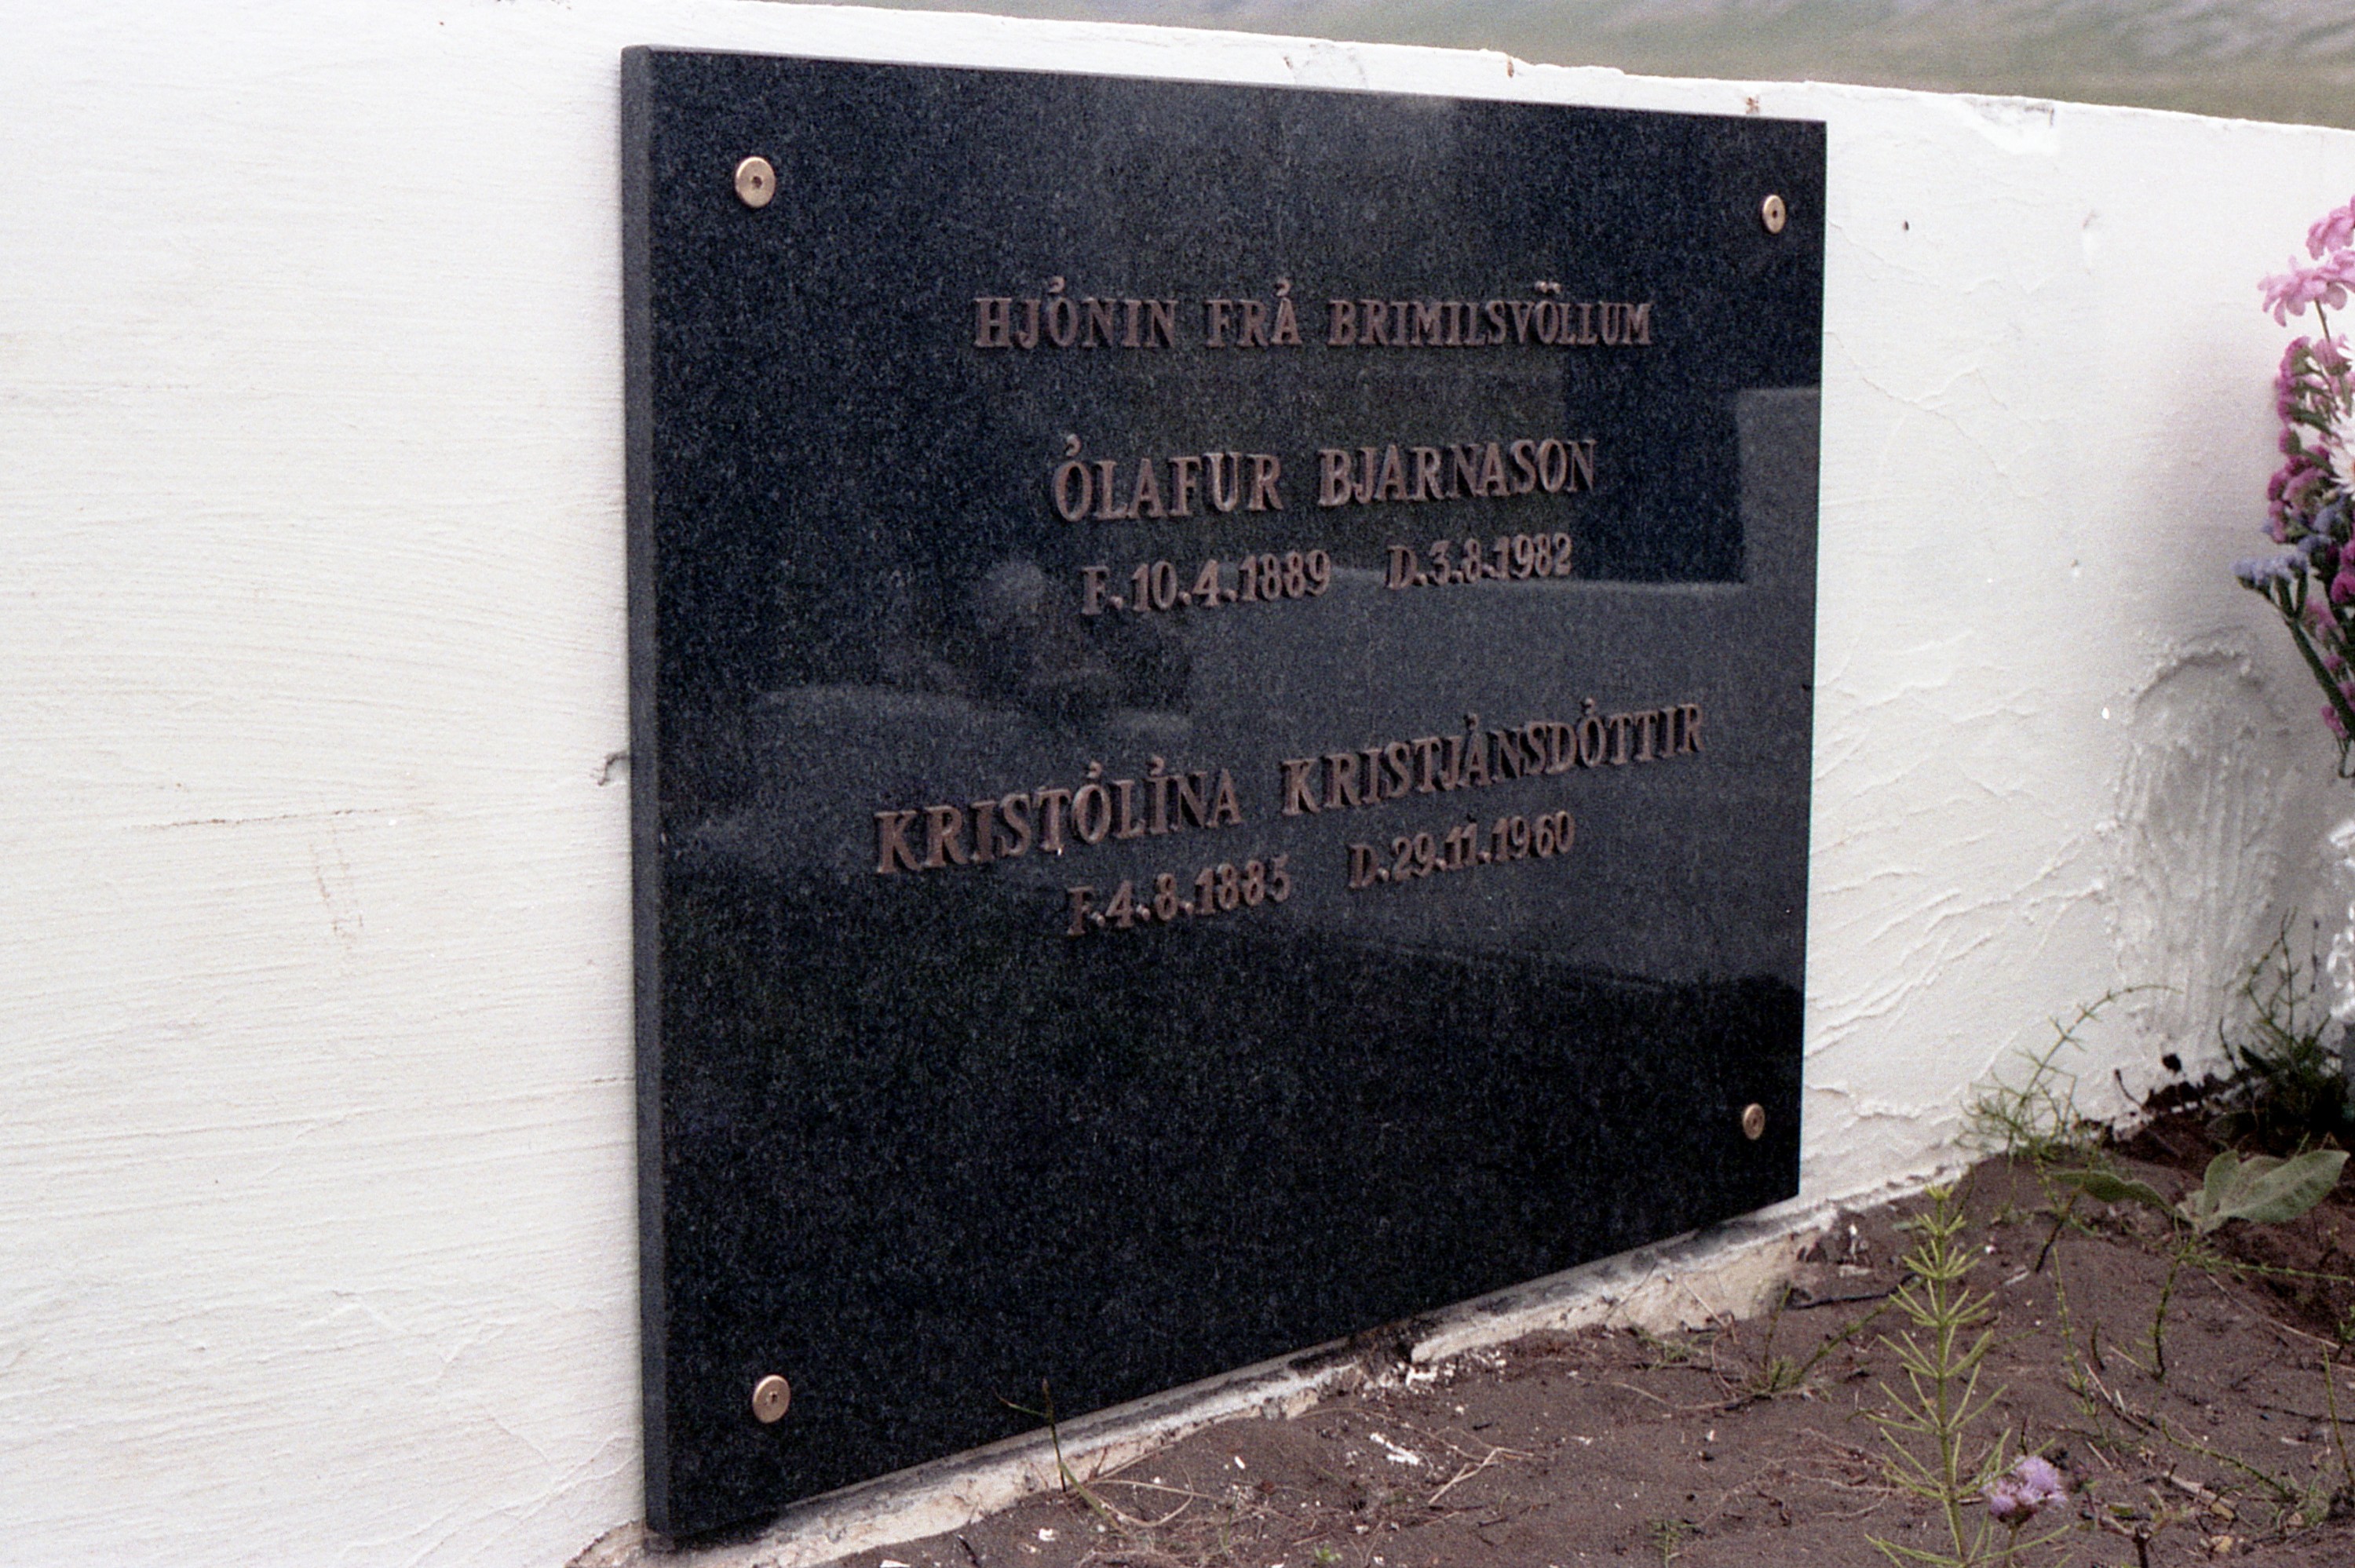 HJÓNIN FRÁ BRIMILSVÖLLUM
ÓLAFUR BJARNASON
F.10.4.1889 D.3.8.1982
KRISTÓLÍNA KRISTJÁNSDÓTTIR
F.4.8.1885 D.29.11.1960